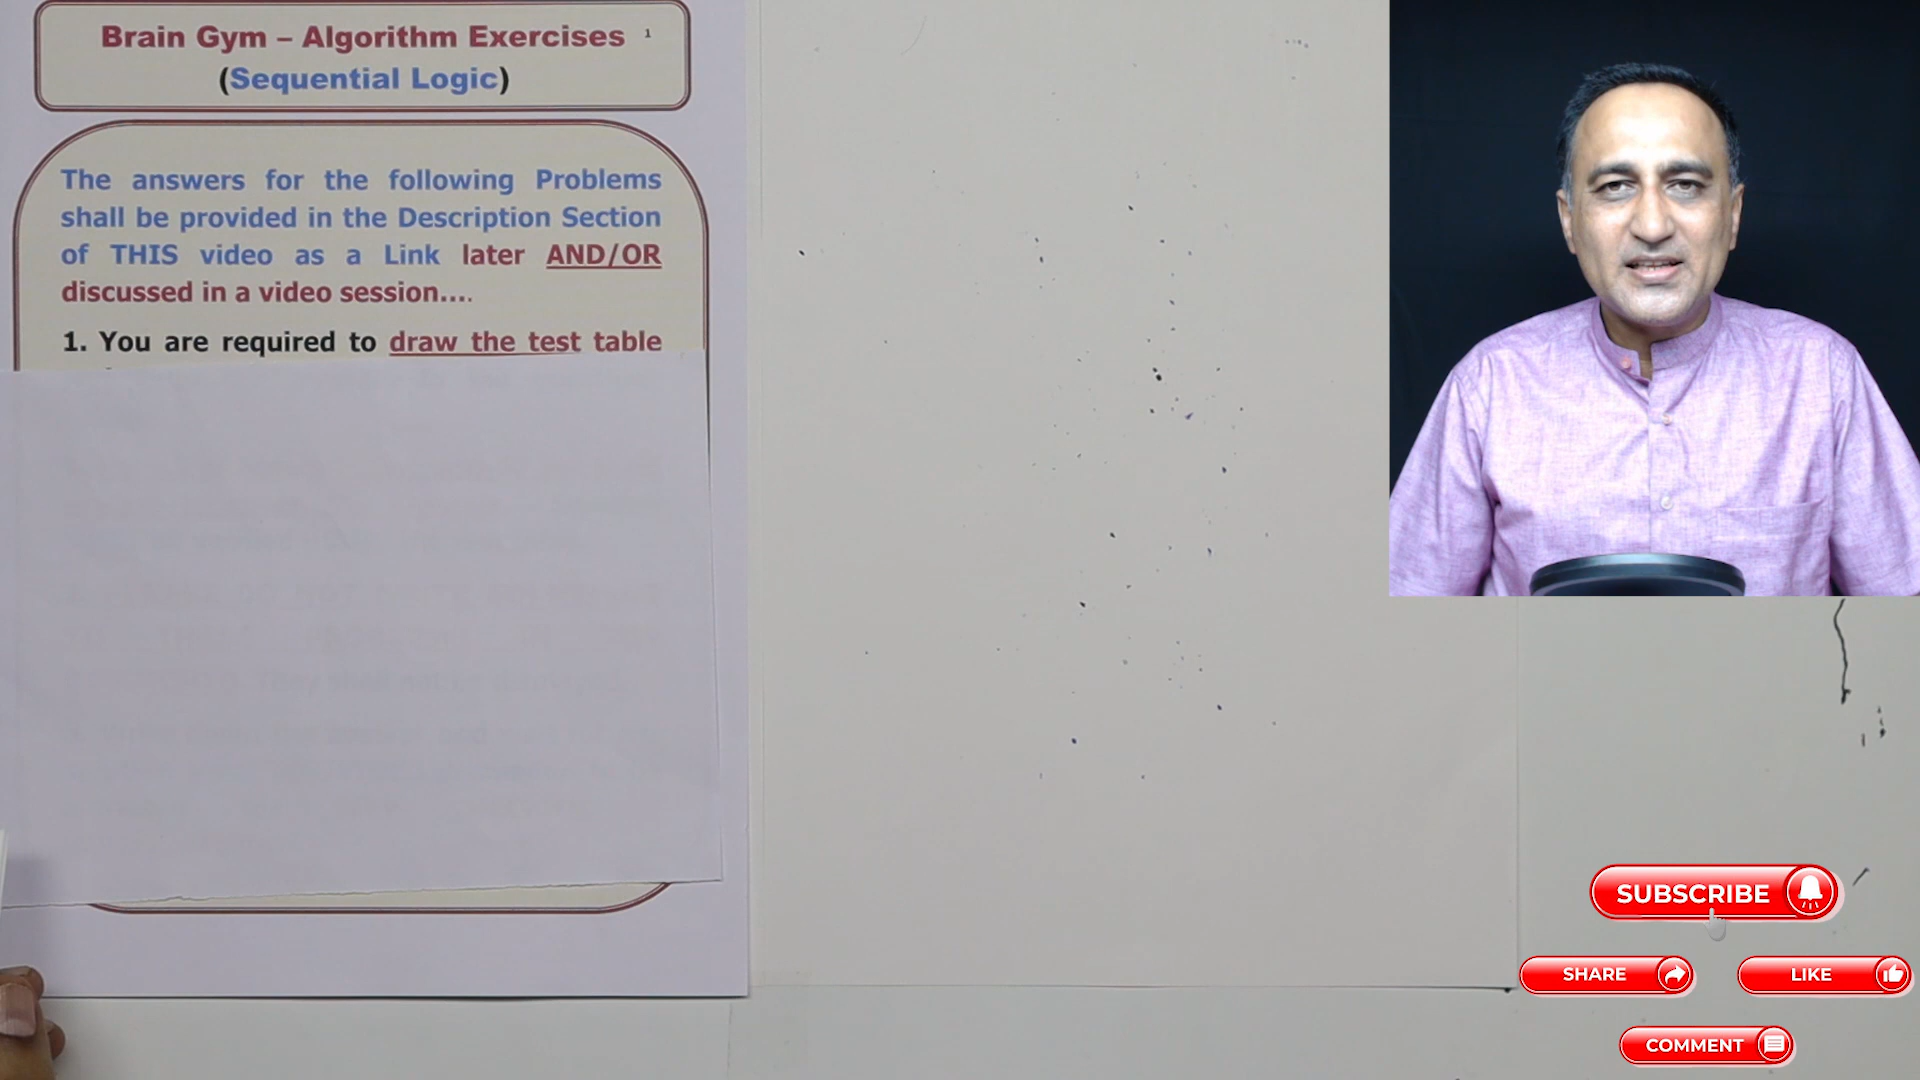 Brain Gym – Algorithm Exercises 1
(Sequential Logic)
The answers for the following Problems
shall be provided in the Description Section
of THIS video as a Link later AND/OR
discussed in a video session....
1. You are required to draw the test table
SUBSCRIBE
SHARE
LIKE
COMMENT